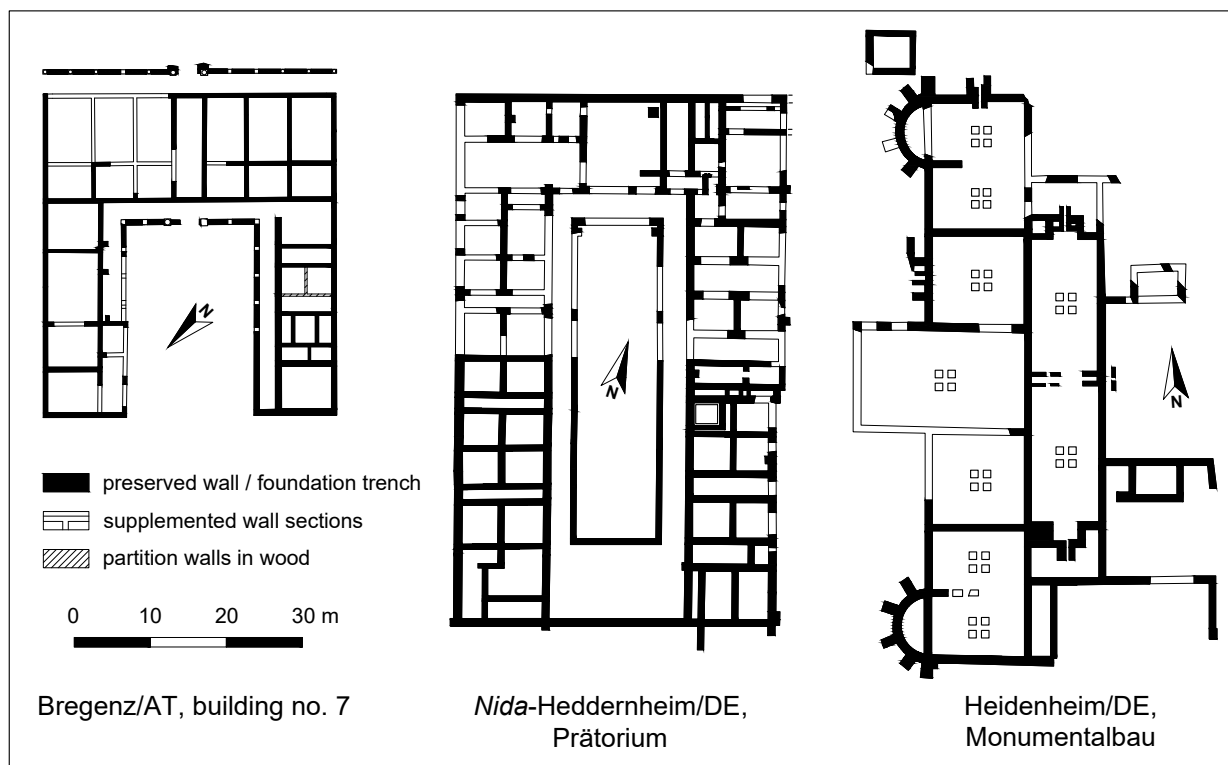 N
N
N
preserved wall / foundation trench
supplemented wall sections
partition walls in wood
0 10 20 30 m
Bregenz/AT, building no. 7
Nida-Heddernheim/DE,
Prätorium
Heidenheim/DE,
Monumentalbau